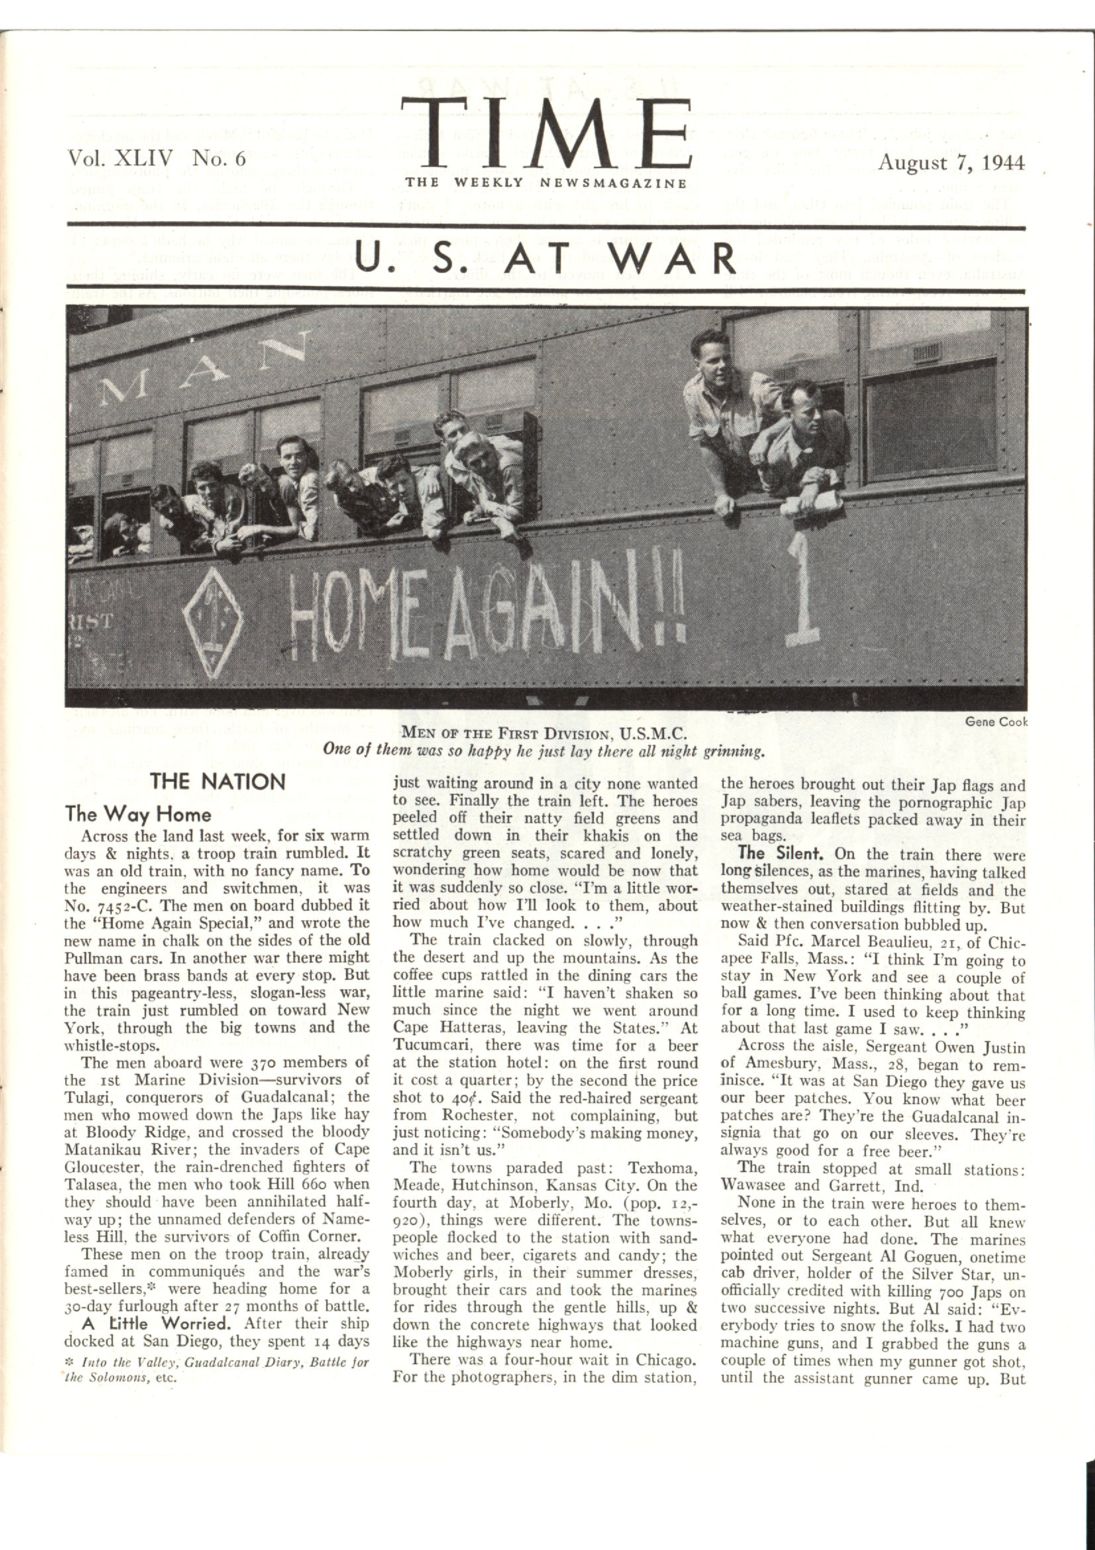 Vol. XLIV No. 6
TIME
THE WEEKLY NEWSMAGAZINE
August 7, 1944
U. S. AT WAR
MAN
RIST
HOME AGAIN!!
1
Gene Cook
MEN OF THE FIRST DIVISION, U.S.M.C.
One of them was so happy he just lay there all night grinning.
THE NATION
The Way Home
Across the land last week, for six warm
days & nights, a troop train rumbled. It
was an old train, with no fancy name. To
the engineers and switchmen, it was
No. 7452-C. The men on board dubbed it
the "Home Again Special," and wrote the
new name in chalk on the sides of the old
Pullman cars. In another war there might
have been brass bands at every stop. But
in this pageantry-less, slogan-less war,
the train just rumbled on toward New
York, through the big towns and the
whistle-stops.
The men aboard were 370 members of
the 1st Marine Division—survivors of
Tulagi, conquerors of Guadalcanal; the
men who mowed down the Japs like hay
at Bloody Ridge, and crossed the bloody
Matanikau River; the invaders of Cape
Gloucester, the rain-drenched fighters of
Talasea, the men who took Hill 660 when
they should have been annihilated half-
way up; the unnamed defenders of Name-
less Hill, the survivors of Coffin Corner.
These men on the troop train, already
famed in communiqués and the war's
best-sellers,* were heading home for a
30-day furlough after 27 months of battle.
A Little Worried. After their ship
docked at San Diego, they spent 14 days
* Into the Valley, Guadalcanal Diary, Battle for
the Solomons, etc.
just waiting around in a city none wanted
to see. Finally the train left. The heroes
peeled off their natty field greens and
settled down in their khakis on the
scratchy green seats, scared and lonely,
wondering how home would be now that
it was suddenly so close. "I'm a little wor-
ried about how I'll look to them, about
how much I've changed. . . ."
The train clacked on slowly, through
the desert and up the mountains. As the
coffee cups rattled in the dining cars the
little marine said: "I haven't shaken so
much since the night we went around
Cape Hatteras, leaving the States." At
Tucumcari, there was time for a beer
at the station hotel: on the first round
it cost a quarter; by the second the price
shot to 40¢. Said the red-haired sergeant
from Rochester, not complaining, but
just noticing: "Somebody's making money,
and it isn't us."
The towns paraded past: Texhoma,
Meade, Hutchinson, Kansas City. On the
fourth day, at Moberly, Mo. (pop. 12,-
920), things were different. The towns-
people flocked to the station with sand-
wiches and beer, cigarets and candy; the
Moberly girls, in their summer dresses,
brought their cars and took the marines
for rides through the gentle hills, up &
down the concrete highways that looked
like the highways near home.
There was a four-hour wait in Chicago.
For the photographers, in the dim station,
the heroes brought out their Jap flags and
Jap sabers, leaving the pornographic Jap
propaganda leaflets packed away in their
sea bags.
The Silent. On the train there were
long silences, as the marines, having talked
themselves out, stared at fields and the
weather-stained buildings flitting by. But
now & then conversation bubbled up.
Said Pfc. Marcel Beaulieu, 21, of Chic-
apee Falls, Mass.: "I think I'm going to
stay in New York and see a couple of
ball games. I've been thinking about that
for a long time. I used to keep thinking
about that last game I saw. . . ."
Across the aisle, Sergeant Owen Justin
of Amesbury, Mass., 28, began to rem-
inisce. "It was at San Diego they gave us
our beer patches. You know what beer
patches are? They're the Guadalcanal in-
signia that go on our sleeves. They're
always good for a free beer."
The train stopped at small stations:
Wawasee and Garrett, Ind.
None in the train were heroes to them-
selves, or to each other. But all knew
what everyone had done. The marines
pointed out Sergeant Al Goguen, onetime
cab driver, holder of the Silver Star, un-
officially credited with killing 700 Japs on
two successive nights. But Al said: "Ev-
erybody tries to snow the folks. I had two
machine guns, and I grabbed the guns a
couple of times when my gunner got shot,
until the assistant gunner came up. But